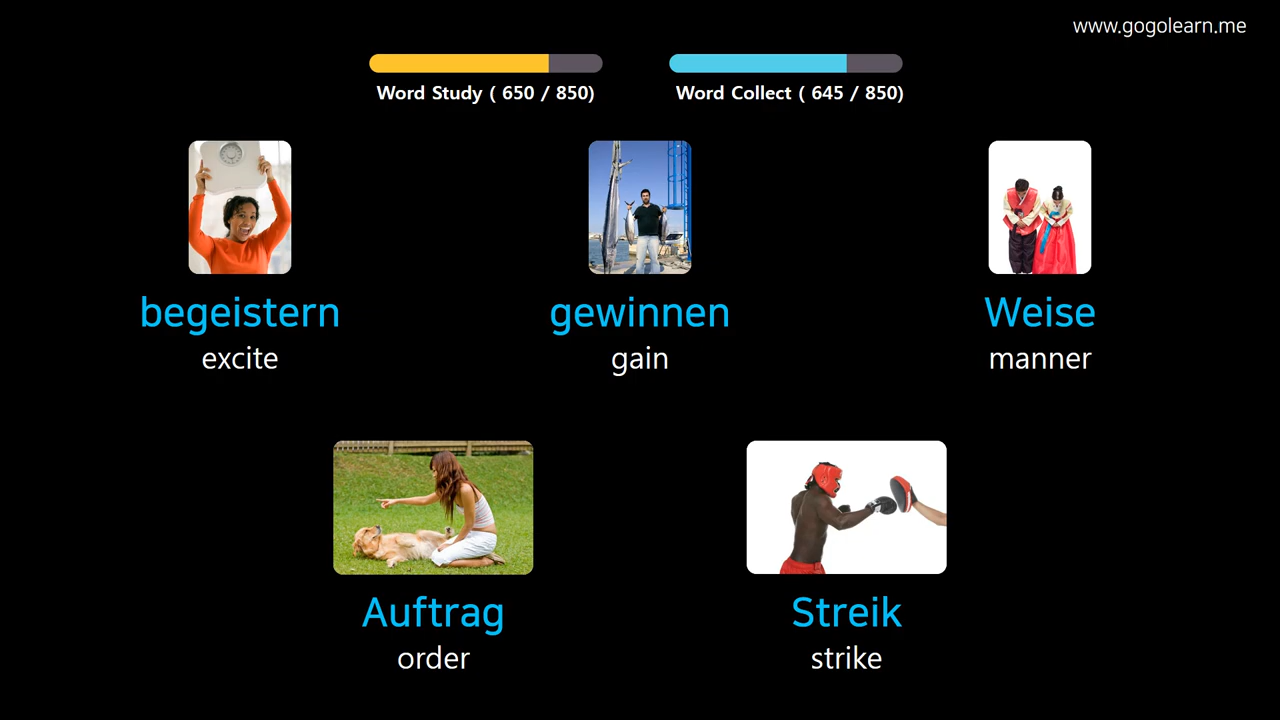 www.gogolearn.me
Word Study ( 650 / 850)
Word Collect ( 645 / 850)
begeistern
excite
gewinnen
gain
Weise
manner
Auftrag
order
Streik
strike